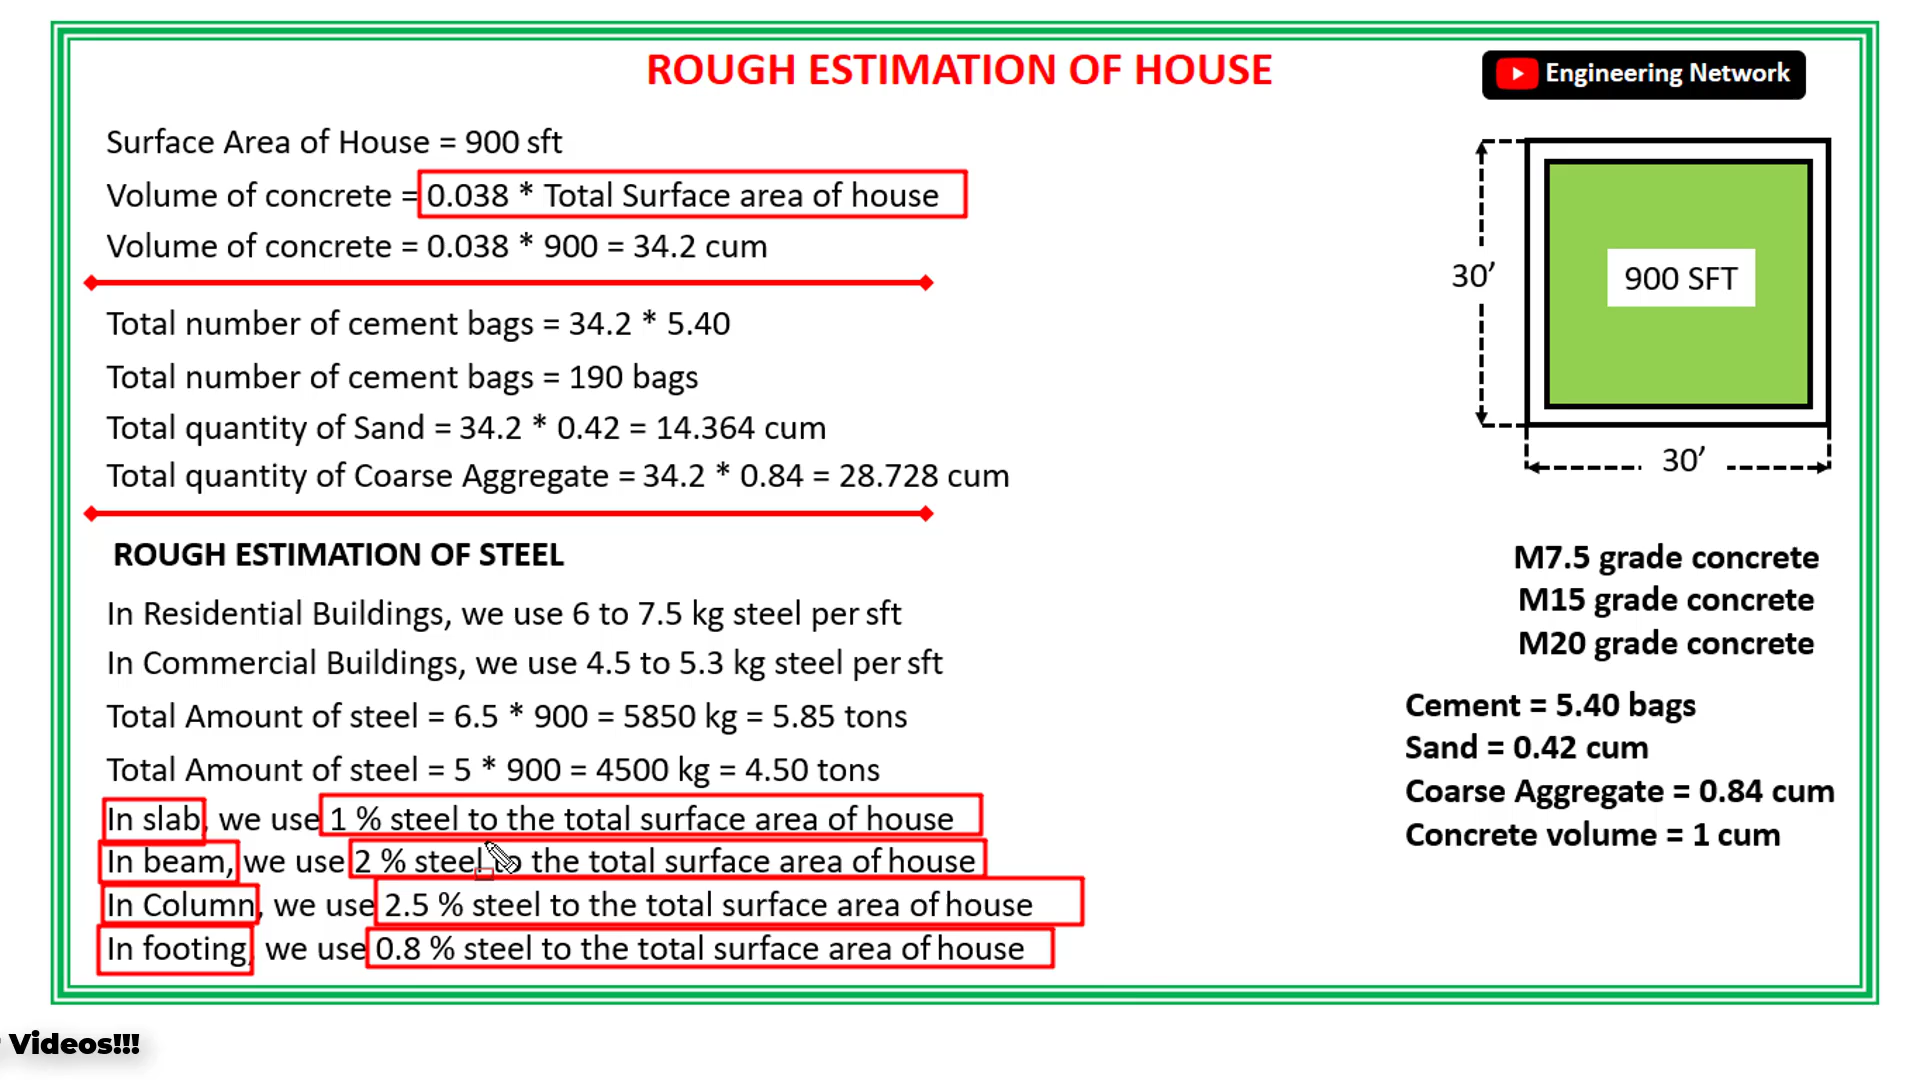 ROUGH ESTIMATION OF HOUSE
Engineering Network
Surface Area of House = 900 sft
Volume of concrete = 0.038 * Total Surface area of house
Volume of concrete = 0.038 * 900 = 34.2 cum
Total number of cement bags = 34.2 * 5.40
Total number of cement bags = 190 bags
Total quantity of Sand = 34.2 * 0.42 = 14.364 cum
Total quantity of Coarse Aggregate = 34.2 * 0.84 = 28.728 cum
ROUGH ESTIMATION OF STEEL
In Residential Buildings, we use 6 to 7.5 kg steel per sft
In Commercial Buildings, we use 4.5 to 5.3 kg steel per sft
Total Amount of steel = 6.5 * 900 = 5850 kg = 5.85 tons
Total Amount of steel = 5 * 900 = 4500 kg = 4.50 tons
In slab, we use 1 % steel to the total surface area of house
In beam, we use 2 % steel to the total surface area of house
In Column, we use 2.5 % steel to the total surface area of house
In footing, we use 0.8 % steel to the total surface area of house
30’
900 SFT
30’
M7.5 grade concrete
M15 grade concrete
M20 grade concrete
Cement = 5.40 bags
Sand = 0.42 cum
Coarse Aggregate = 0.84 cum
Concrete volume = 1 cum
Videos!!!